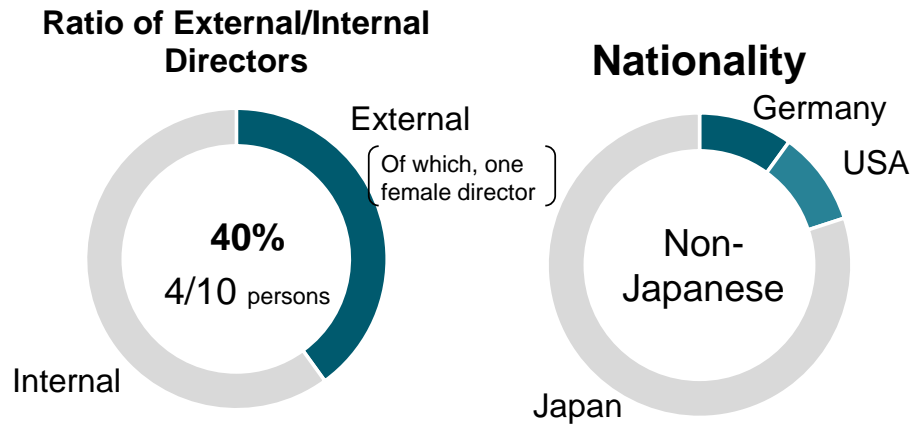 Ratio of External/Internal
Directors
External
Of which, one
female director
40%
4/10 persons
Internal
Nationality
Germany
USA
Non-
Japanese
Japan